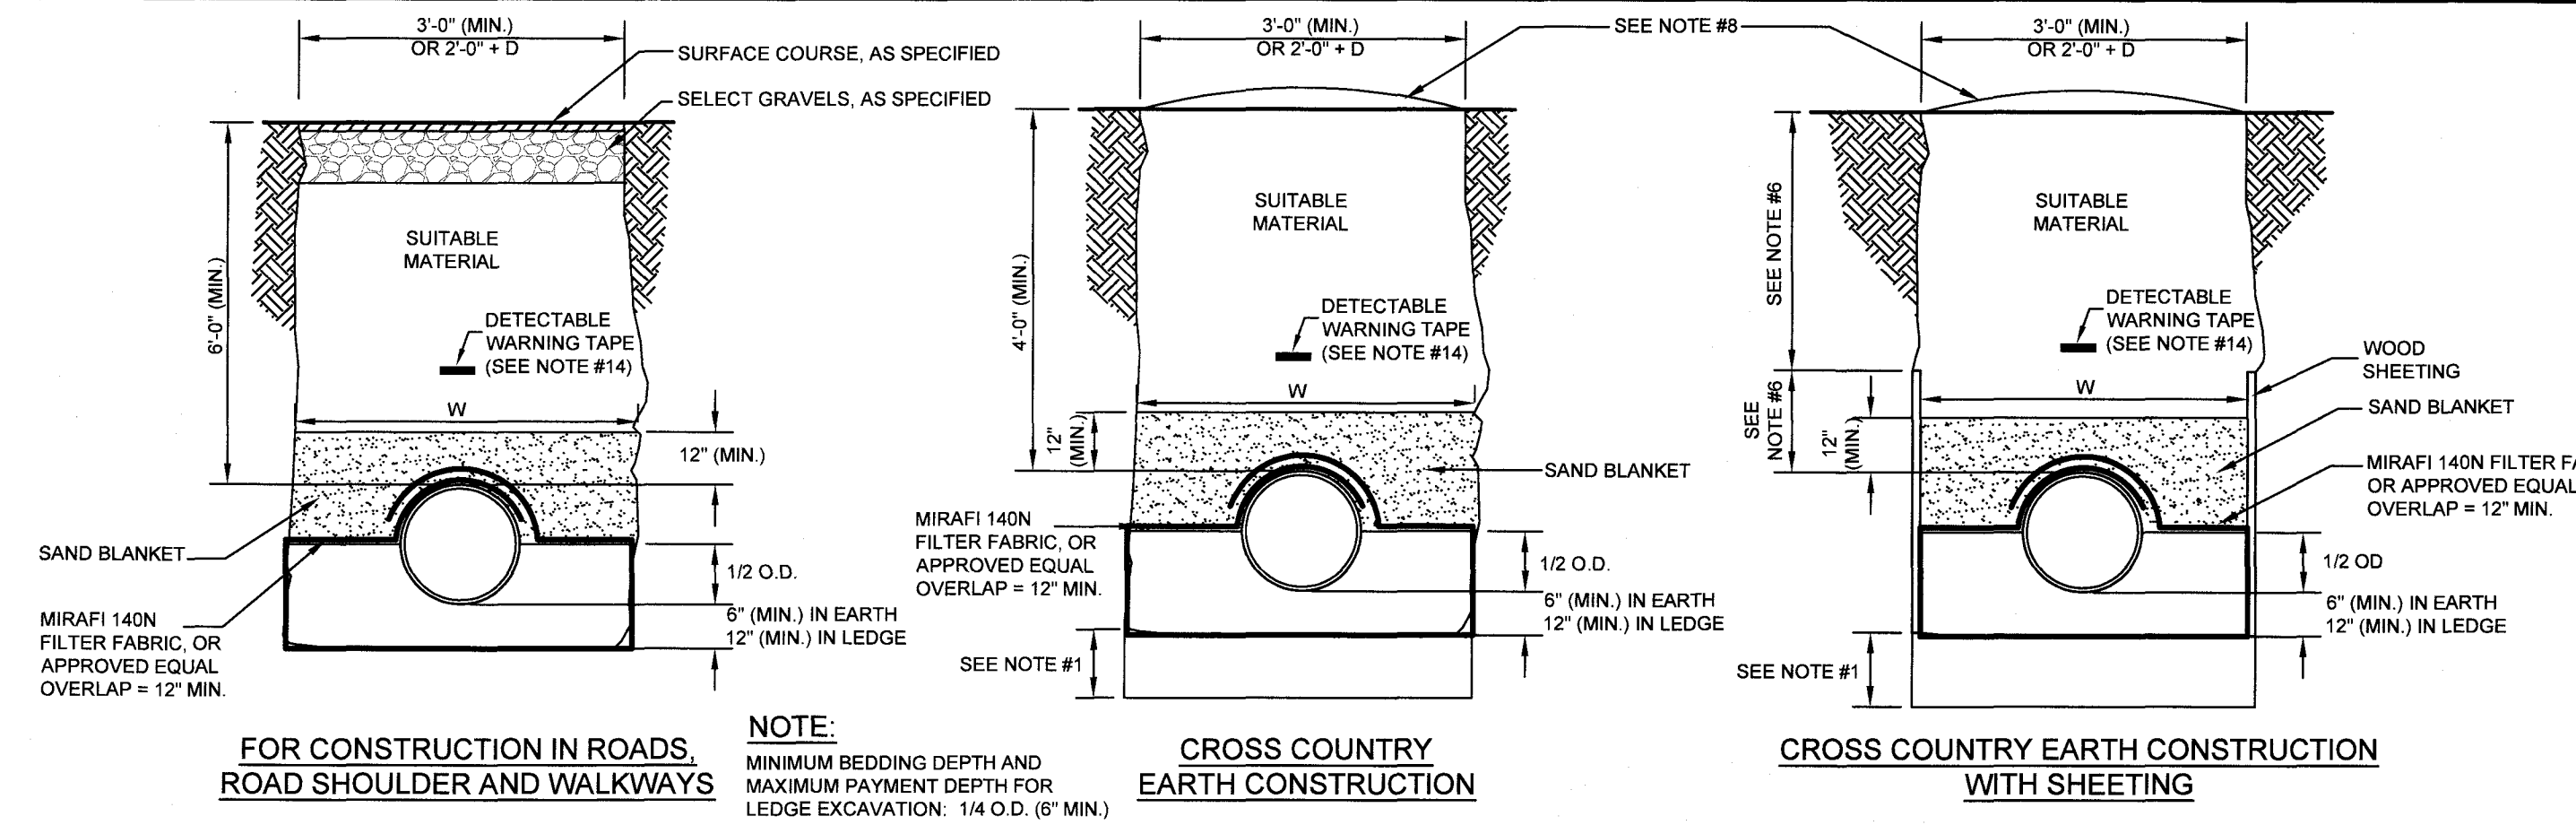 3'-0" (MIN.)
OR 2'-0" + D
SURFACE COURSE, AS SPECIFIED
SELECT GRAVELS, AS SPECIFIED
6'-0" (MIN.)
SUITABLE
MATERIAL
DETECTABLE
WARNING TAPE
(SEE NOTE #14)
W
12" (MIN.)
SAND BLANKET
1/2 O.D.
6" (MIN.) IN EARTH
12" (MIN.) IN LEDGE
MIRAFI 140N
FILTER FABRIC, OR
APPROVED EQUAL
OVERLAP = 12" MIN.
FOR CONSTRUCTION IN ROADS,
ROAD SHOULDER AND WALKWAYS
NOTE:
MINIMUM BEDDING DEPTH AND
MAXIMUM PAYMENT DEPTH FOR
LEDGE EXCAVATION: 1/4 O.D. (6" MIN.)
3'-0" (MIN.)
OR 2'-0" + D
SEE NOTE #8
4'-0" (MIN.)
SUITABLE
MATERIAL
DETECTABLE
WARNING TAPE
(SEE NOTE #14)
W
12"
(MIN.)
SAND BLANKET
MIRAFI 140N
FILTER FABRIC, OR
APPROVED EQUAL
OVERLAP = 12" MIN.
1/2 O.D.
6" (MIN.) IN EARTH
12" (MIN.) IN LEDGE
SEE NOTE #1
CROSS COUNTRY
EARTH CONSTRUCTION
3'-0" (MIN.)
OR 2'-0" + D
SEE NOTE #6
SUITABLE
MATERIAL
DETECTABLE
WARNING TAPE
(SEE NOTE #14)
WOOD
SHEETING
SEE
NOTE #6
W
12"
(MIN.)
SAND BLANKET
MIRAFI 140N FILTER
OR APPROVED EQUAL
OVERLAP = 12" MIN.
1/2 OD
6" (MIN.) IN EARTH
12" (MIN.) IN LEDGE
SEE NOTE #1
CROSS COUNTRY EARTH CONSTRUCTION
WITH SHEETING